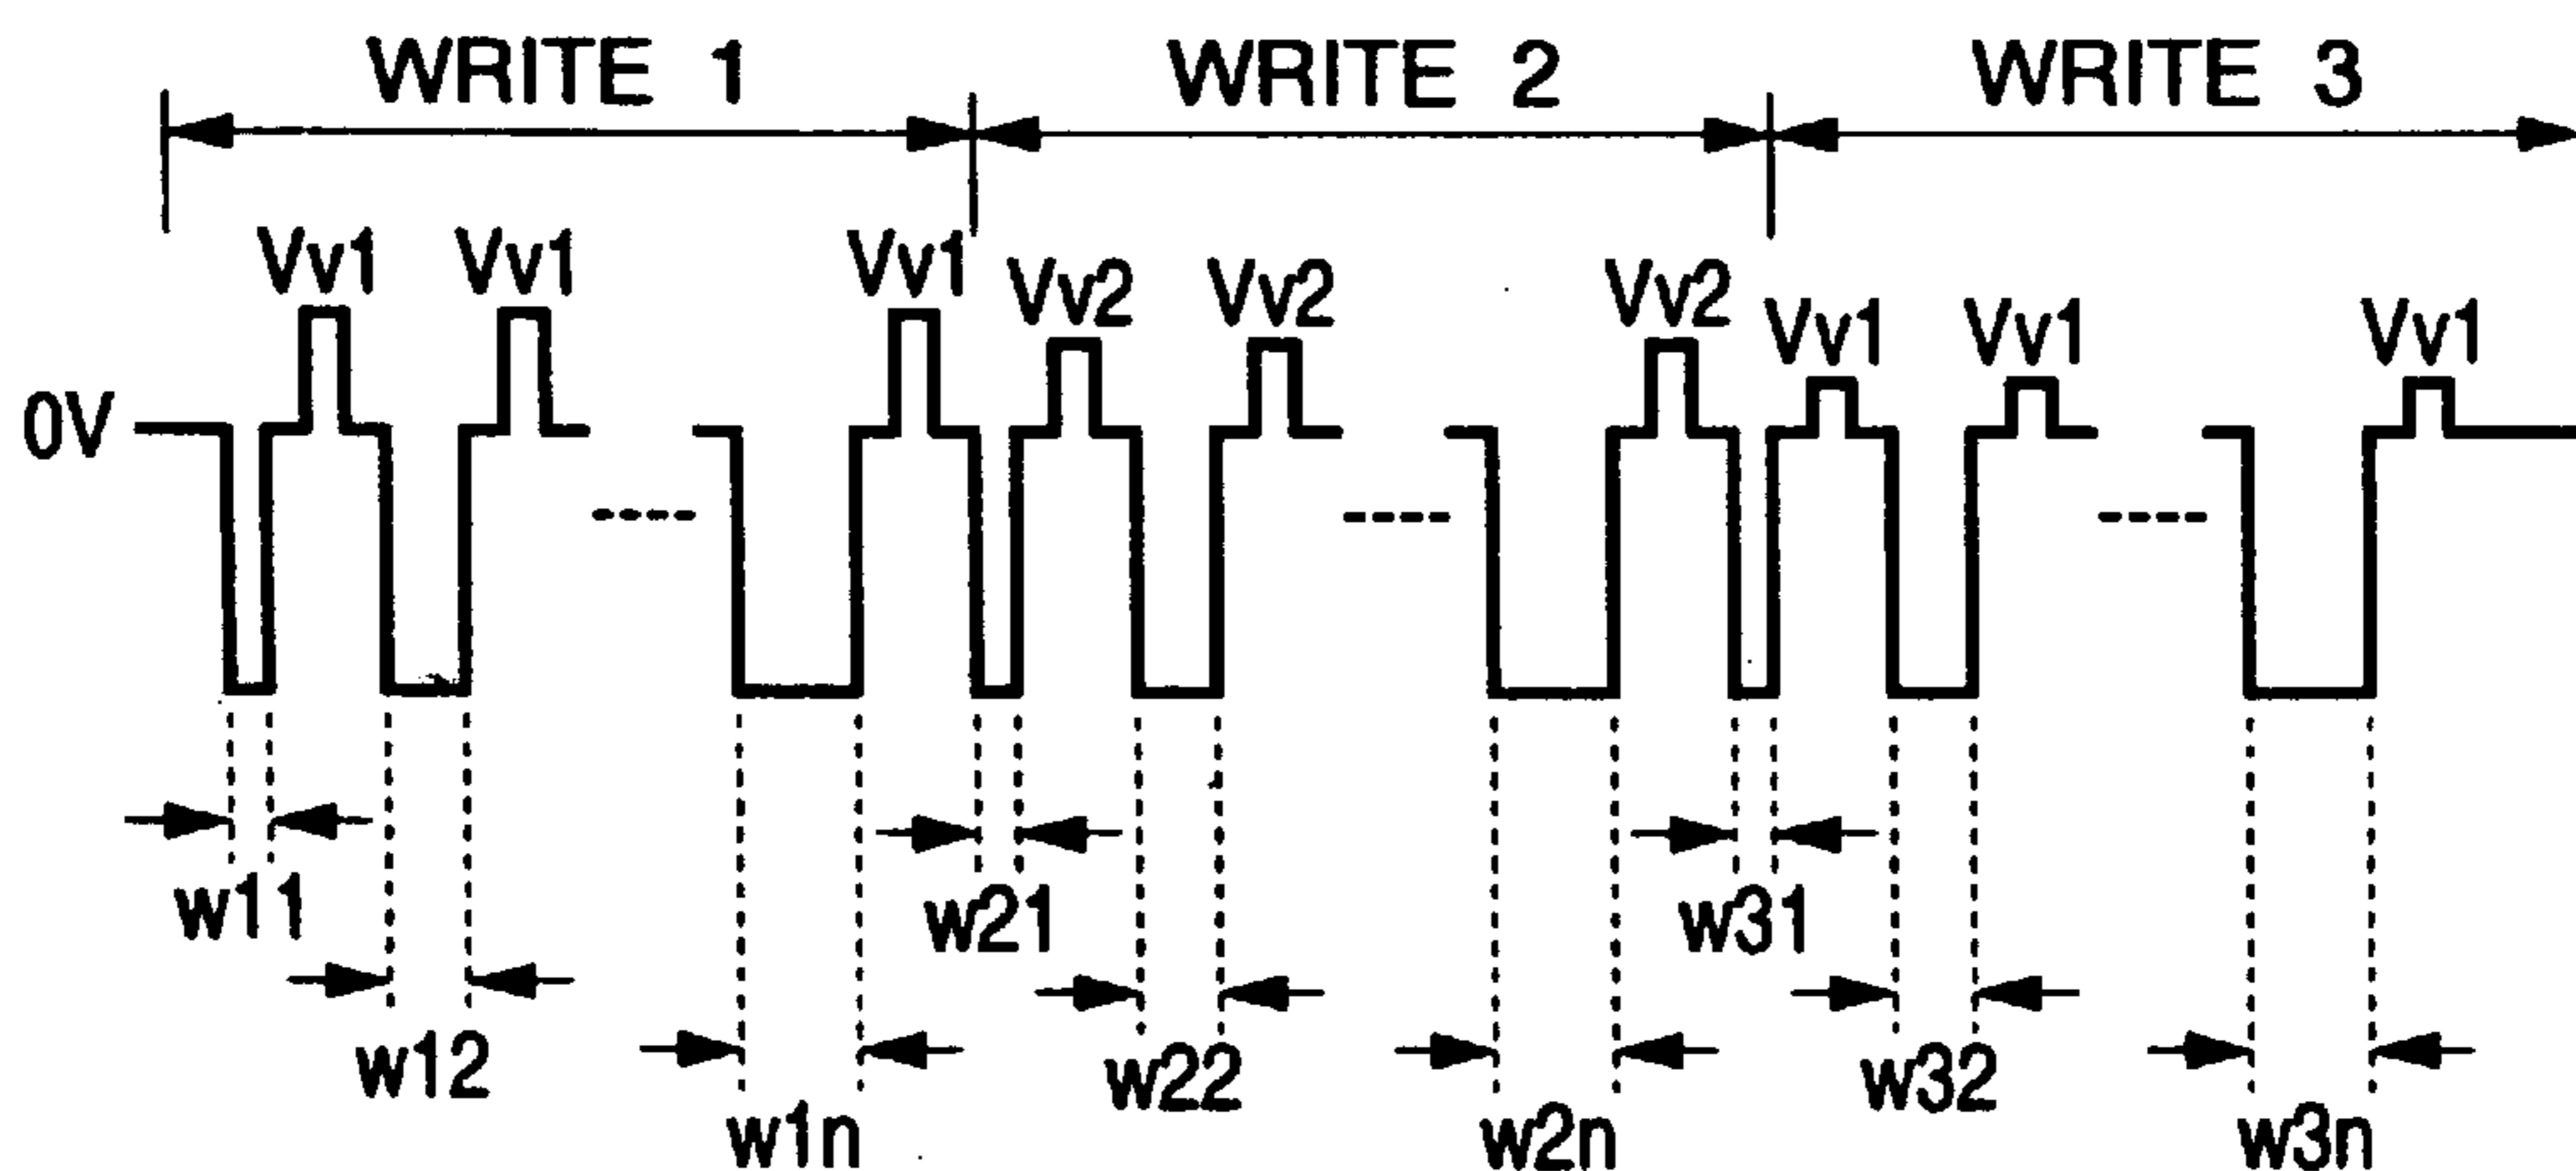 WRITE 1 WRITE 2 WRITE 3
Vv1 Vv1 Vv1 Vv2 Vv2 Vv2 Vv1 Vv1 Vv1
0V
w11 w21 w31
w12 w22 w32
w1n w2n w3n